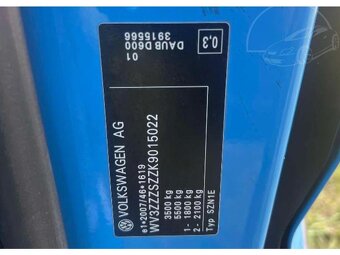 VOLKSWAGEN AG
e1*2007/46*1619
WV3ZZZSZZK9015022
3500 kg
5500 kg
1- 1800 kg
2- 2100 kg
Typ SZN1E
01
DAUB D600
3915566
0,3